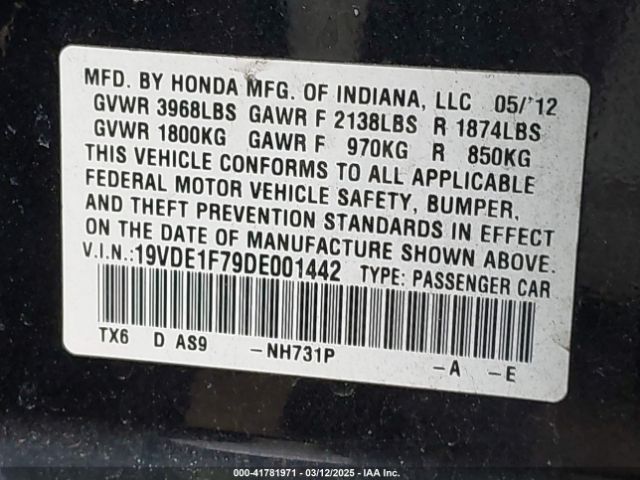 MFD. BY HONDA MFG. OF INDIANA, LLC 05/'12
GVWR 3968LBS GAWR F 2138LBS R 1874LBS
GVWR 1800KG GAWR F 970KG R 850KG
THIS VEHICLE CONFORMS TO ALL APPLICABLE
FEDERAL MOTOR VEHICLE SAFETY, BUMPER,
AND THEFT PREVENTION STANDARDS IN EFFECT
ON THE DATE OF MANUFACTURE SHOWN ABOVE.
V.I.N.:19VDE1F79DE001442 TYPE: PASSENGER CAR
TX6 D AS9 -NH731P -A -E
000-41781971 - 03/12/2025 - IAA Inc.